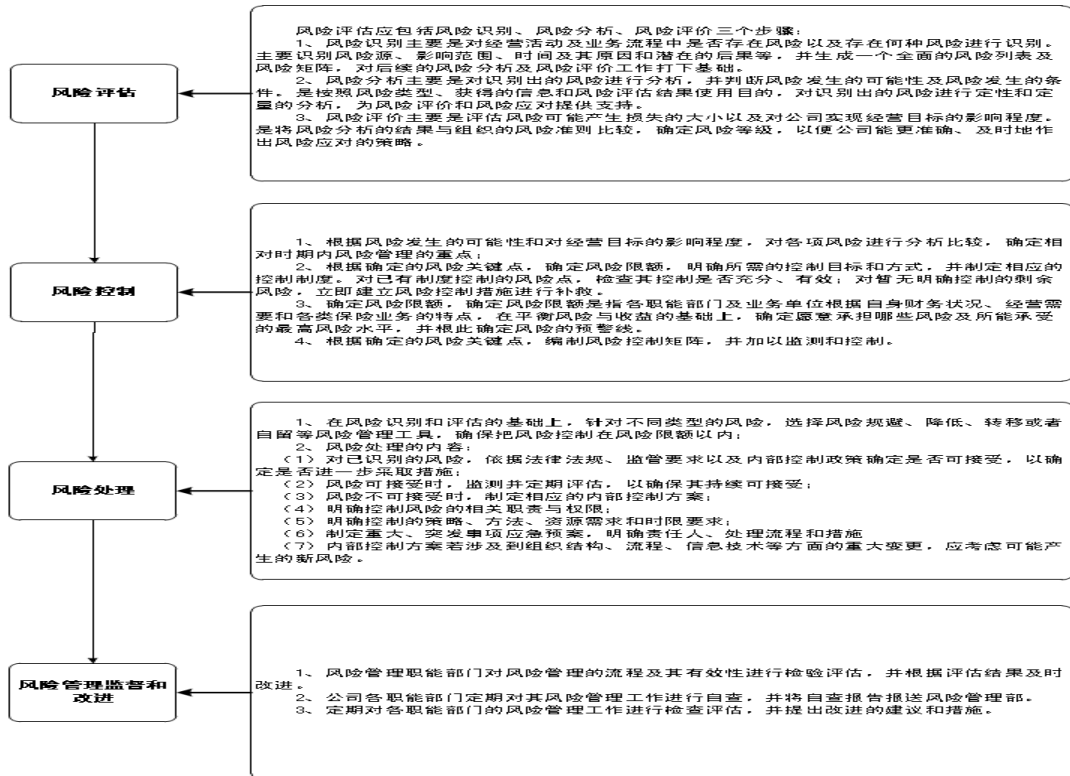 风险评估
风险评估应包括风险识别、风险分析、风险评价三个步骤：
1、风险识别主要是对经营活动及业务流程中是否存在风险以及存在何种风险进行识别。
主要识别风险源、影响范围、时间及其原因和潜在的后果等，并生成一个全面的风险列表及
风险矩阵，对后续的风险分析及风险评价工作打下基础。
2、风险分析主要是对识别出的风险进行分析，并判断风险发生的可能性及风险发生的条
件。是按照风险类型、获得的信息和风险评估结果使用目的，对识别出的风险进行定性和定
量的分析，为风险评价和风险应对提供支持。
3、风险评价主要是评估风险可能产生损失的大小以及对公司实现经营目标的影响程度。
是将风险分析的结果与组织的风险准则比较，确定风险等级，以便公司能更准确、及时地作
出风险应对的策略。
风险控制
1、根据风险发生的可能性和对经营目标的影响程度，对各项风险进行分析比较，确定相
对时期内风险管理的重点；
2、根据确定的风险关键点，确定风险限额，明确所需的控制目标和方式，并制定相应的
控制制度。对已有制度控制的风险点，检查其控制是否充分、有效；对暂无明确控制的剩余
风险，立即建立风险控制措施进行补救。
3、确定风险限额，确定风险限额是指各职能部门及业务单位根据自身财务状况、经营需
要和各类保险业务的特点，在平衡风险与收益的基础上，确定愿意承担哪些风险及所能承受
的最高风险水平，并根此确定风险的预警线。
4、根据确定的风险关键点，编制风险控制矩阵，并加以监测和控制。
风险处理
1、在风险识别和评估的基础上，针对不同类型的风险，选择风险规避、降低、转移或者
自留等风险管理工具，确保把风险控制在风险限额以内；
2、风险处理的内容：
（1）对已识别的风险，依据法律法规、监管要求以及内部控制政策确定是否可接受，以确
定是否进一步采取措施；
（2）风险可接受时，监测并定期评估，以确保其持续可接受；
（3）风险不可接受时，制定相应的内部控制方案；
（4）明确控制风险的相关职责与权限；
（5）明确控制的策略、方法、资源需求和时限要求；
（6）制定重大、突发事项应急预案，明确责任人、处理流程和措施
（7）内部控制方案若涉及到组织结构、流程、信息技术等方面的重大变更，应考虑可能产
生的新风险。
风险管理监督和
改进
1、风险管理职能部门对风险管理的流程及其有效性进行检验评估，并根据评估结果及时
改进。
2、公司各职能部门定期对其风险管理工作进行自查，并将自查报告报送风险管理部。
3、定期对各职能部门的风险管理工作进行检查评估，并提出改进的建议和措施。